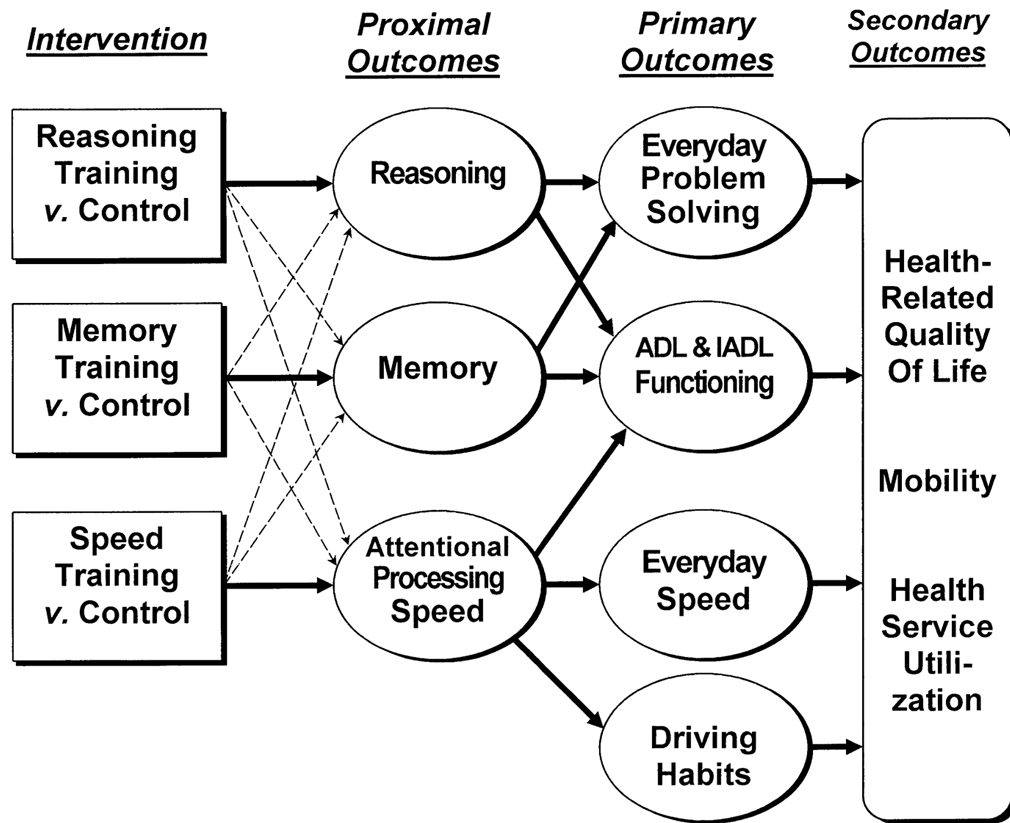 Intervention
Proximal
Outcomes
Primary
Outcomes
Secondary
Outcomes
Reasoning
Training
v. Control
Reasoning
Everyday
Problem
Solving
Memory
Training
v. Control
Memory
ADL & IADL
Functioning
Speed
Training
v. Control
Attentional
Processing
Speed
Everyday
Speed
Driving
Habits
Health-
Related
Quality
Of Life
Mobility
Health
Service
Utili-
zation